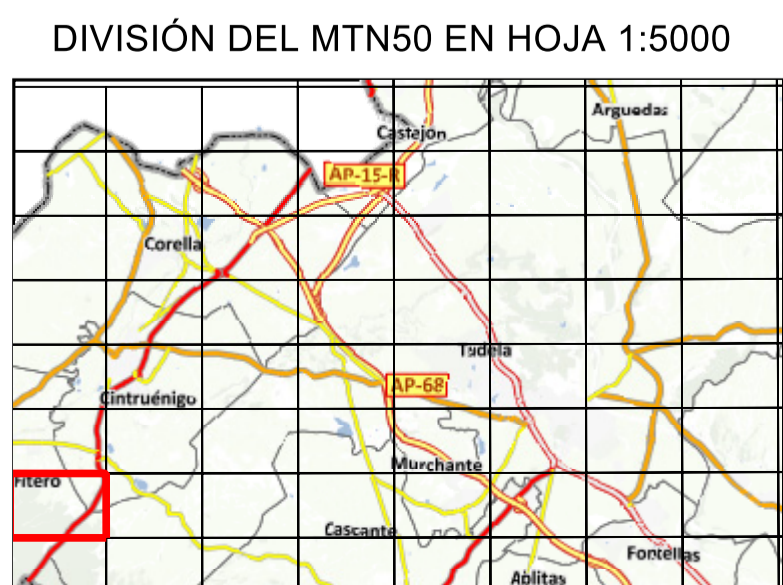 DIVISIÓN DEL MTN50 EN HOJA 1:5000
Arguedas
Castejon
AP-15-R
Corella
Tudela
AP-68
Cintruénigo
Murchante
Fitero
Cascante
Fontellas
Ablitas